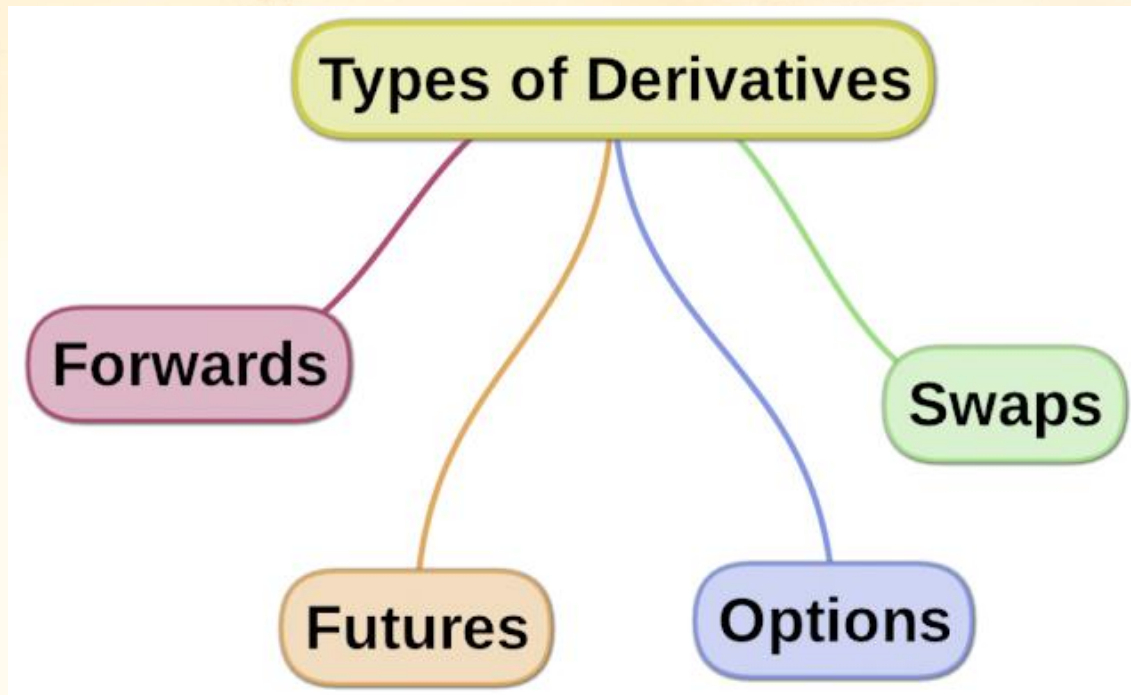 Types of Derivatives
Forwards
Swaps
Futures
Options